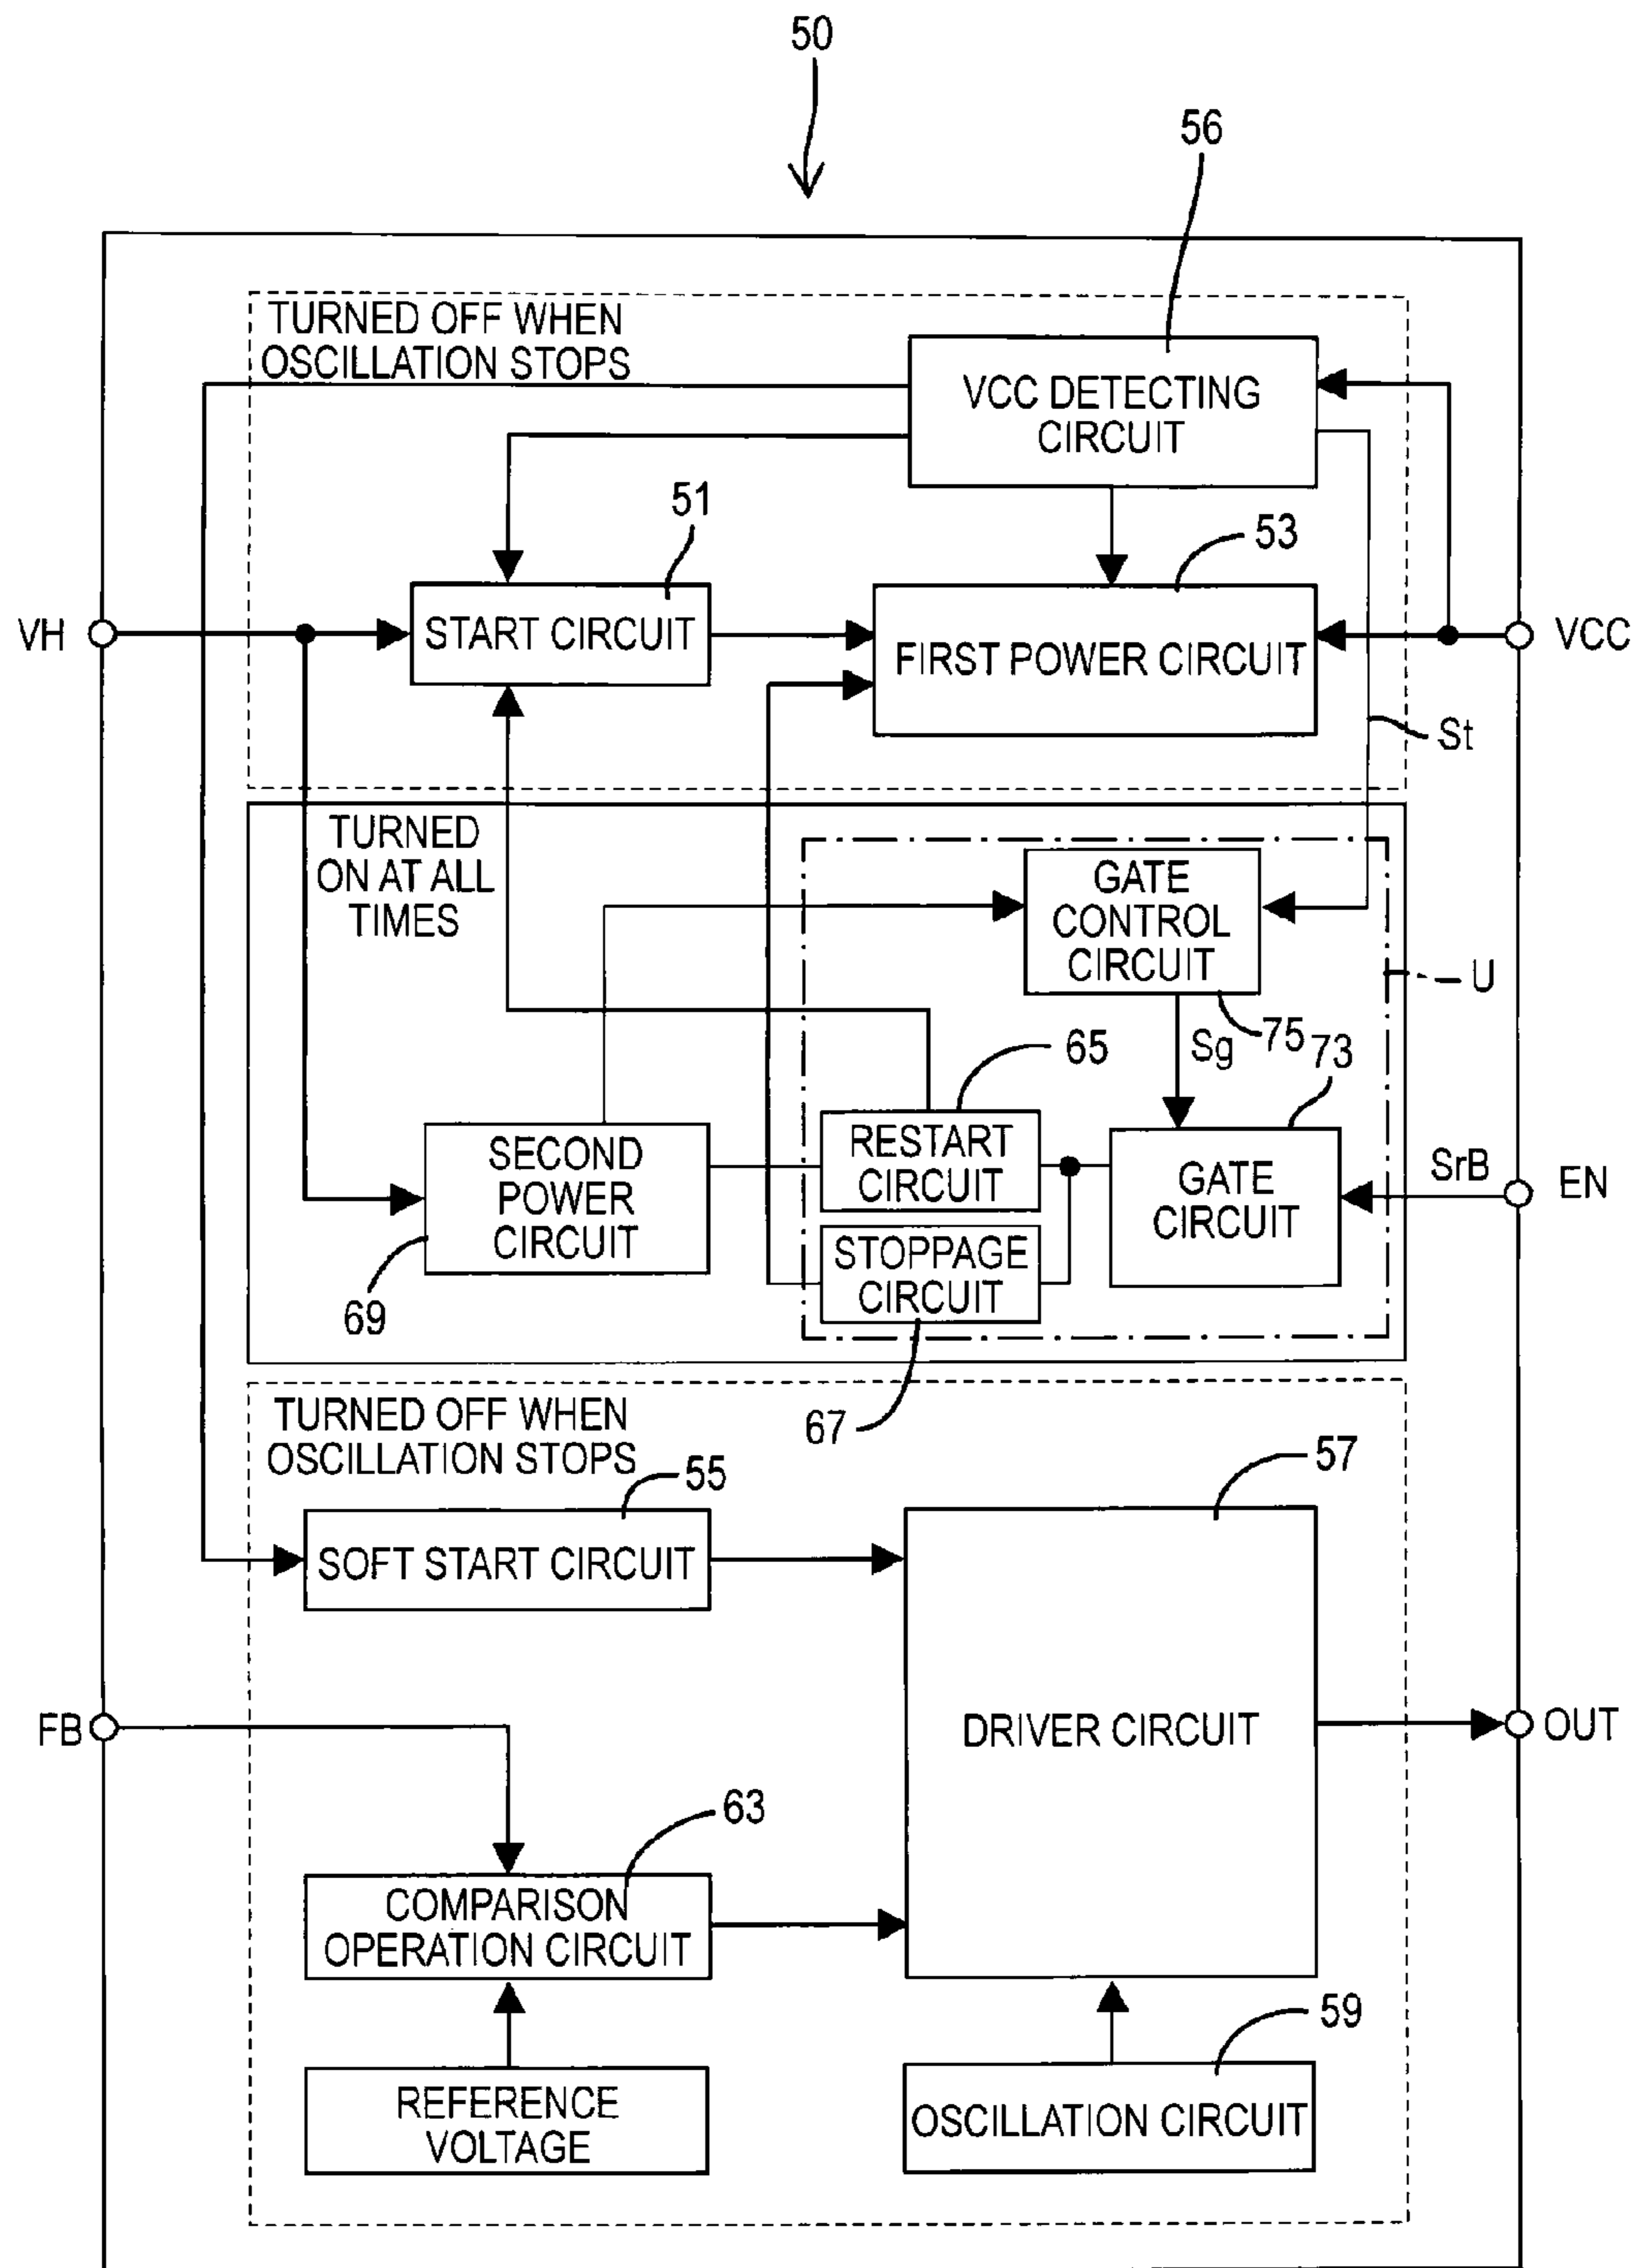 50
56
TURNED OFF WHEN
OSCILLATION STOPS
VCC DETECTING
CIRCUIT
51
53
VH
START CIRCUIT
FIRST POWER CIRCUIT
VCC
St
TURNED
ON AT ALL
TIMES
GATE
CONTROL
CIRCUIT
U
Sg
75
73
65
SECOND
POWER
CIRCUIT
RESTART
CIRCUIT
GATE
CIRCUIT
SrB
EN
STOPPAGE
CIRCUIT
69
67
TURNED OFF WHEN
OSCILLATION STOPS
55
57
SOFT START CIRCUIT
FB
DRIVER CIRCUIT
OUT
63
COMPARISON
OPERATION CIRCUIT
59
REFERENCE
VOLTAGE
OSCILLATION CIRCUIT